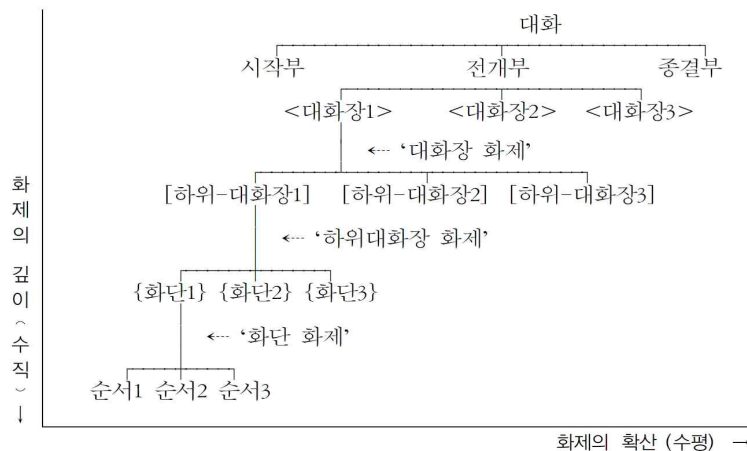 대화
시작부 전개부 종결부
<대화장1> <대화장2> <대화장3>
‘대화장 화제’
[하위-대화장1] [하위-대화장2] [하위-대화장3]
‘하위대화장 화제’
{화단1} {화단2} {화단3}
‘화단 화제’
순서1 순서2 순서3
화제의 깊이(수직) →
화제의 확산 (수평) →